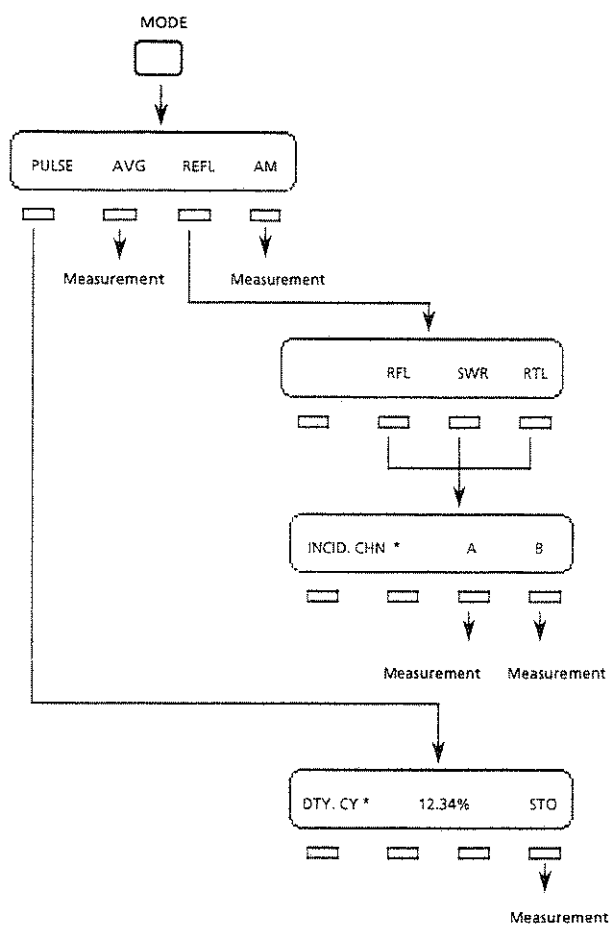 MODE
PULSE AVG REFL AM
Measurement Measurement
RFL SWR RTL
INCID. CHN * A B
Measurement Measurement
DTY. CY * 12.34% STO
Measurement